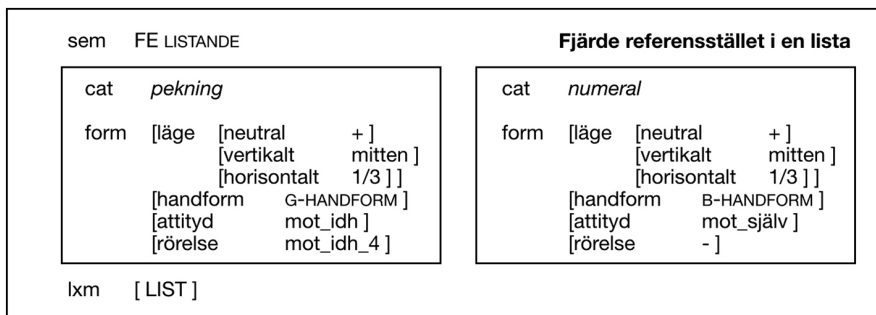 sem FE LISTANDE Fjärde referensstället i en lista
cat pekning
form [läge [neutral + ]
[vertikalt mitten ]
[horisontalt 1/3 ] ]
[handform G-HANDFORM ]
[attityd mot_idh ]
[rörelse mot_idh_4 ]
cat numeral
form [läge [neutral + ]
[vertikalt mitten ]
[horisontalt 1/3 ] ]
[handform B-HANDFORM ]
[attityd mot_själv ]
[rörelse - ]
lxm [ LIST ]